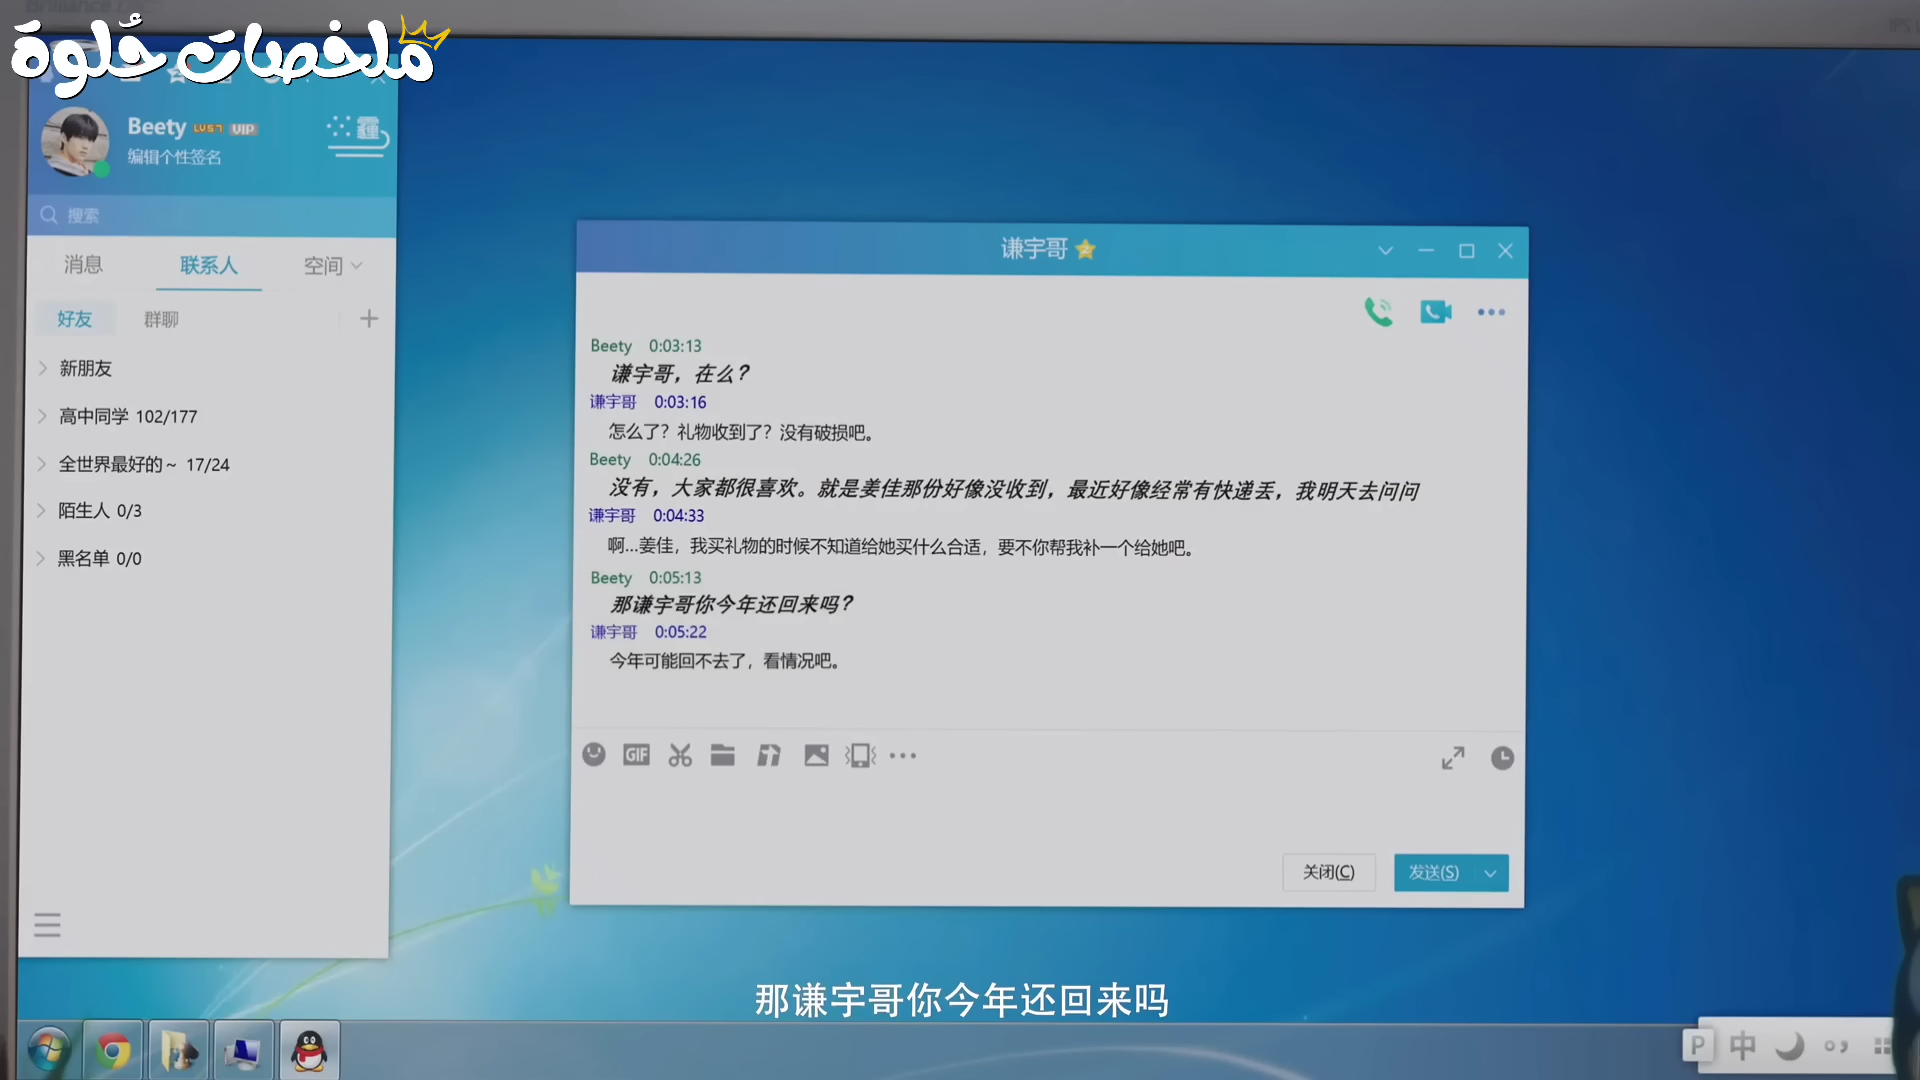 ملخصات حُلوة
Beety LV57 VIP
编辑个性签名
霾
搜索
消息 联系人 空间
好友 群聊
新朋友
高中同学 102/177
全世界最好的~ 17/24
陌生人 0/3
黑名单 0/0
谦宇哥
Beety 0:03:13
谦宇哥，在么？
谦宇哥 0:03:16
怎么了？礼物收到了？没有破损吧。
Beety 0:04:26
没有，大家都很喜欢。就是姜佳那份好像没收到，最近好像经常有快递丢，我明天去问问
谦宇哥 0:04:33
啊...姜佳，我买礼物的时候不知道给她买什么合适，要不你帮我补一个给她吧。
Beety 0:05:13
那谦宇哥你今年还回来吗？
谦宇哥 0:05:22
今年可能回不去了，看情况吧。
GIF
关闭(C) 发送(S)
那谦宇哥你今年还回来吗
P 中